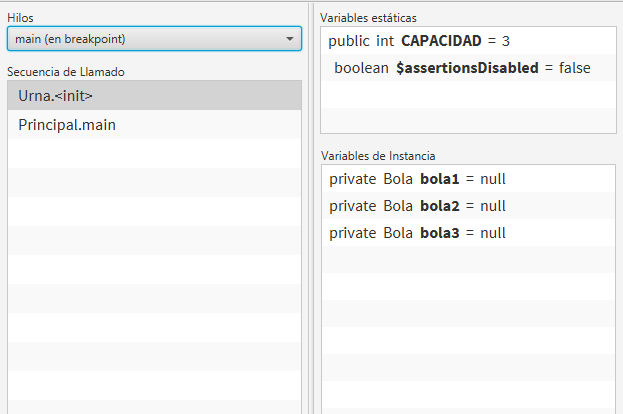 Hilos
main (en breakpoint)
Secuencia de Llamado
Urna.<init>
Principal.main
Variables estáticas
public int CAPACIDAD = 3
boolean $assertionsDisabled = false
Variables de Instancia
private Bola bola1 = null
private Bola bola2 = null
private Bola bola3 = null